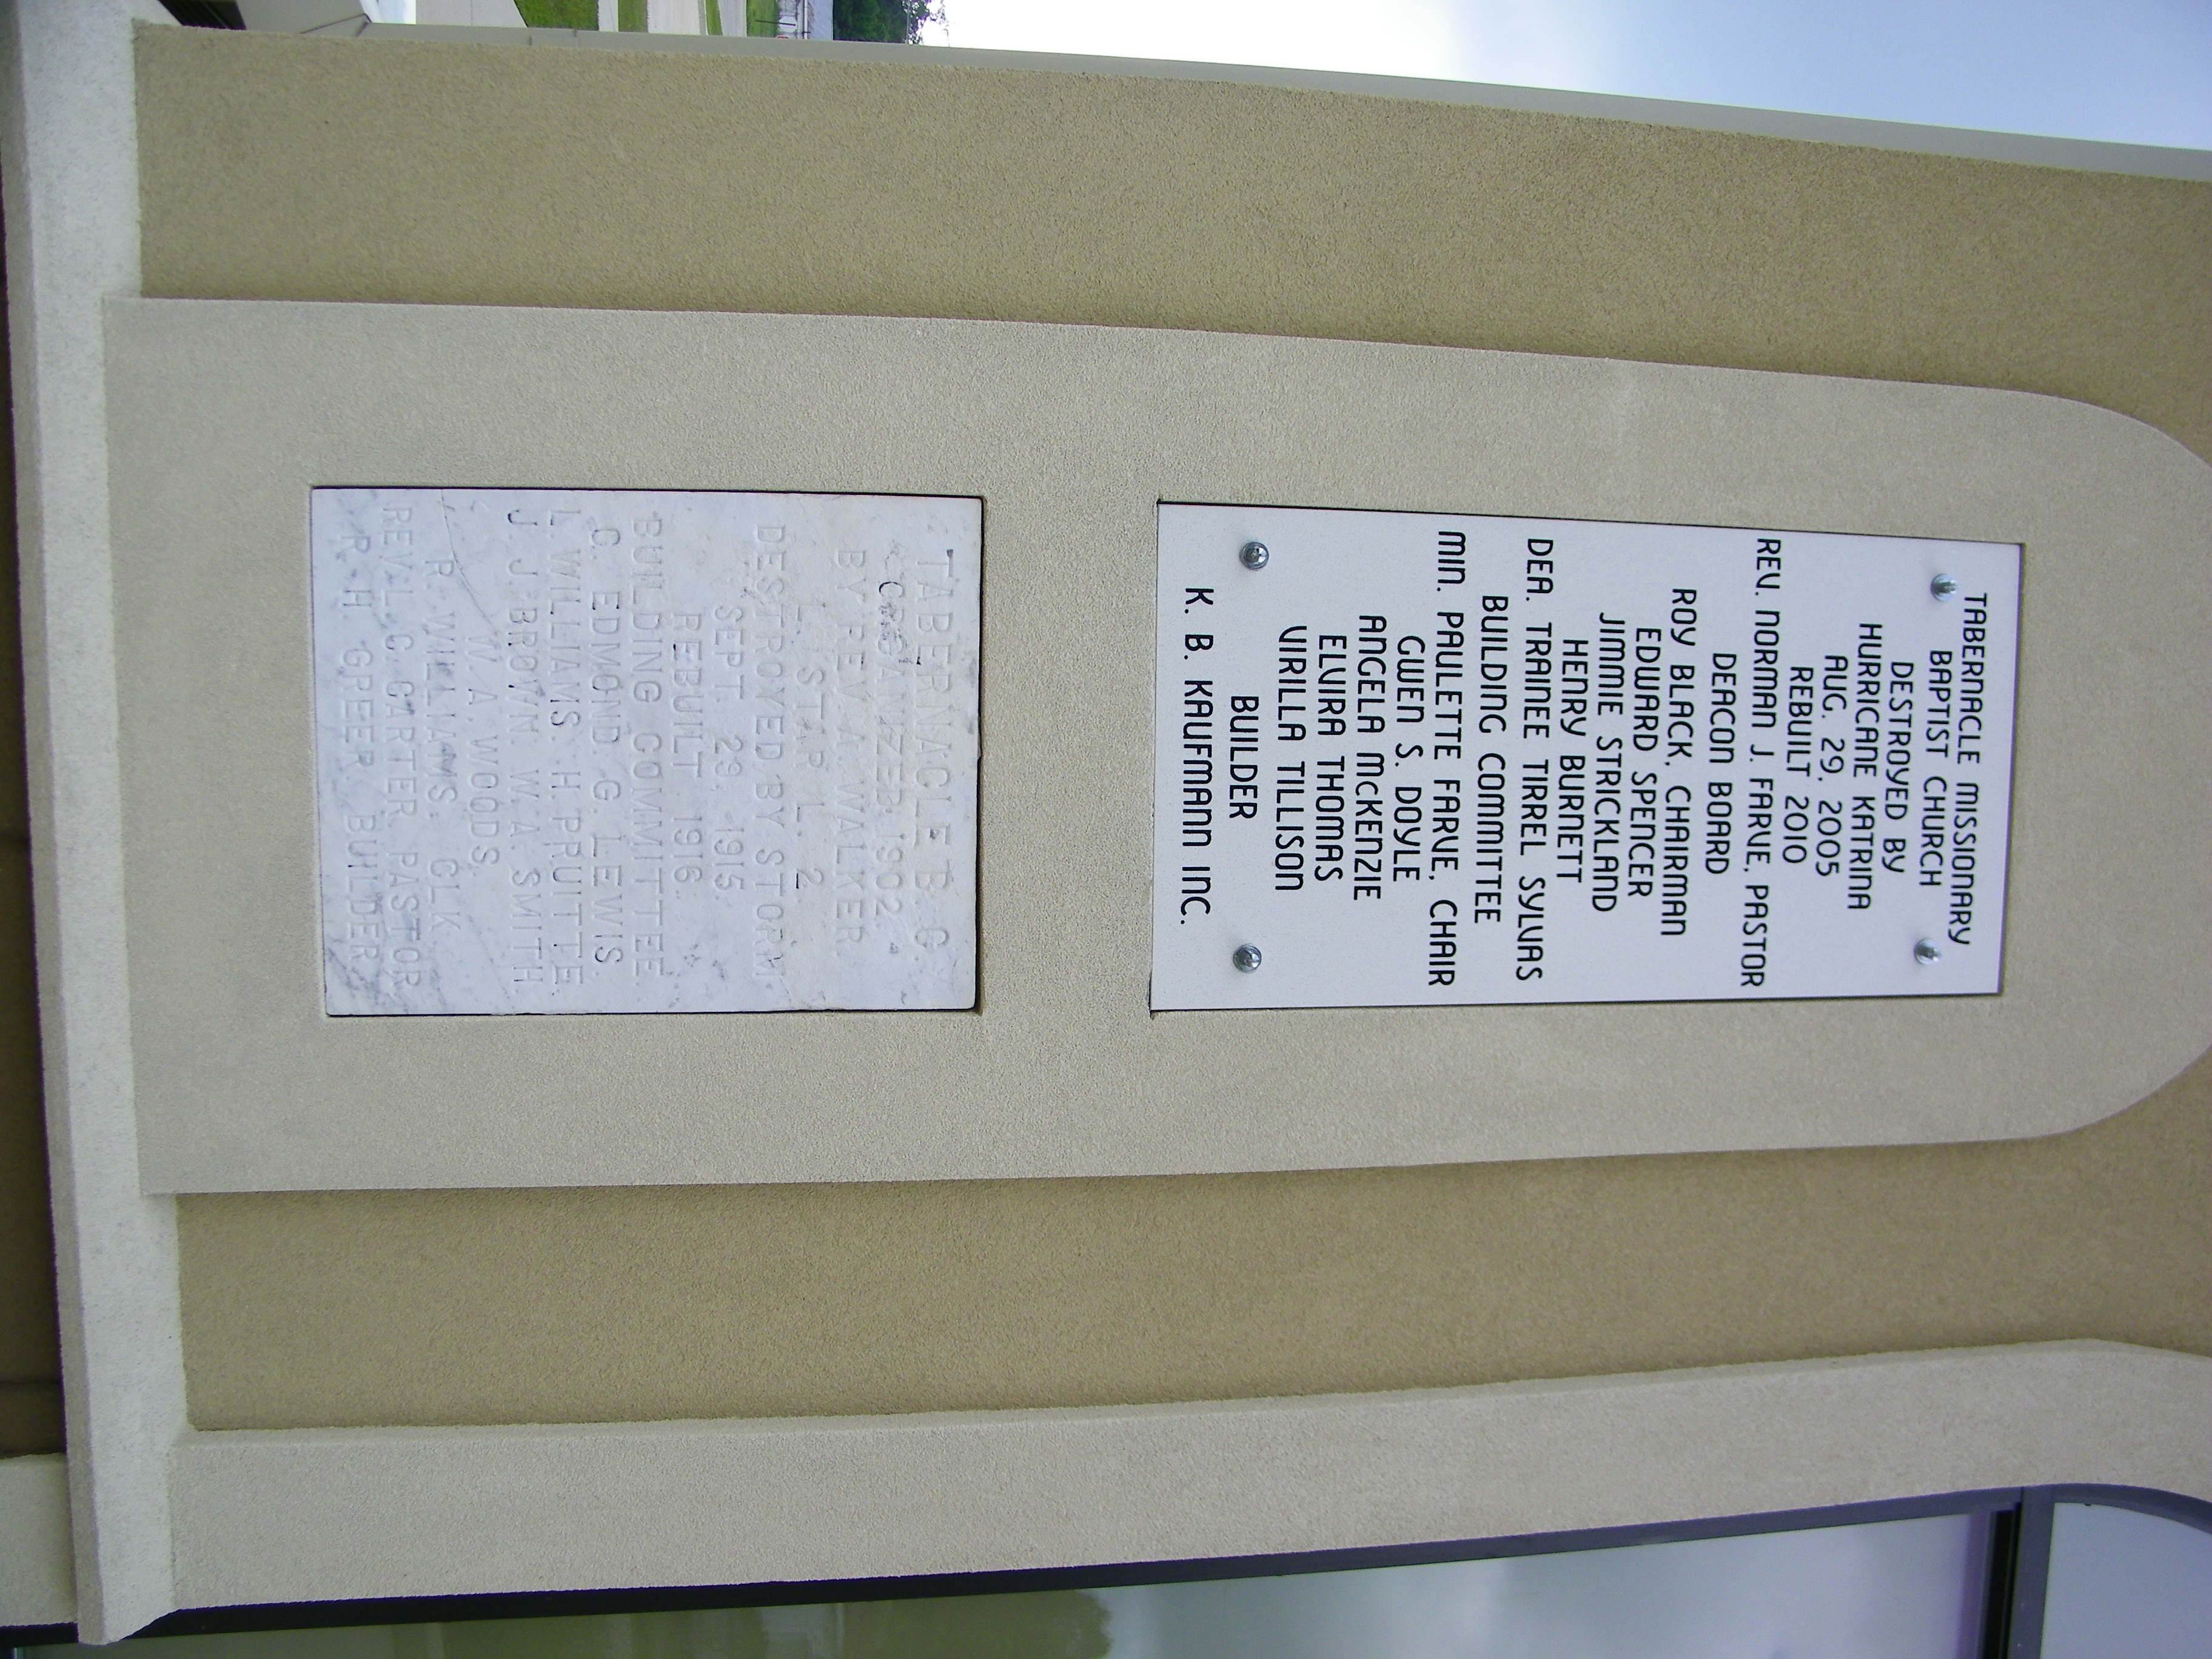 TABERNACLE MISSIONARY
BAPTIST CHURCH
DESTROYED BY
HURRICANE KATRINA
AUG. 29, 2005
REBUILT 2010
REV. NORMAN J. FARVE, PASTOR
DEACON BOARD
ROY BLACK, CHAIRMAN
EDWARD SPENCER
JIMMIE STRICKLAND
HENRY BURNETT
DEA. TRAINEE TIRREL SYLVAS
BUILDING COMMITTEE
MIN. PAULETTE FARVE, CHAIR
GWEN S. DOYLE
ANGELA McKENZIE
ELVIRA THOMAS
VIRILLA TILLISON
BUILDER
K. B. KAUFMANN INC.
TABERNACLE B. C.
ORGANIZED, 1902.
BY REV. A. WALKER.
L. STAR L. 2
DESTROYED BY STORM.
SEPT. 29, 1915.
REBUILT 1916.
BUILDING COMMITTEE
C. EDMOND G. LEWIS.
L. WILLIAMS H. PRUITTE.
J. J. BROWN. W. A. SMITH
W. A. WOODS.
P. WILLIAMS, CLK.
REV. L. C. CARTER, PASTOR
R. H. GREER BUILDER